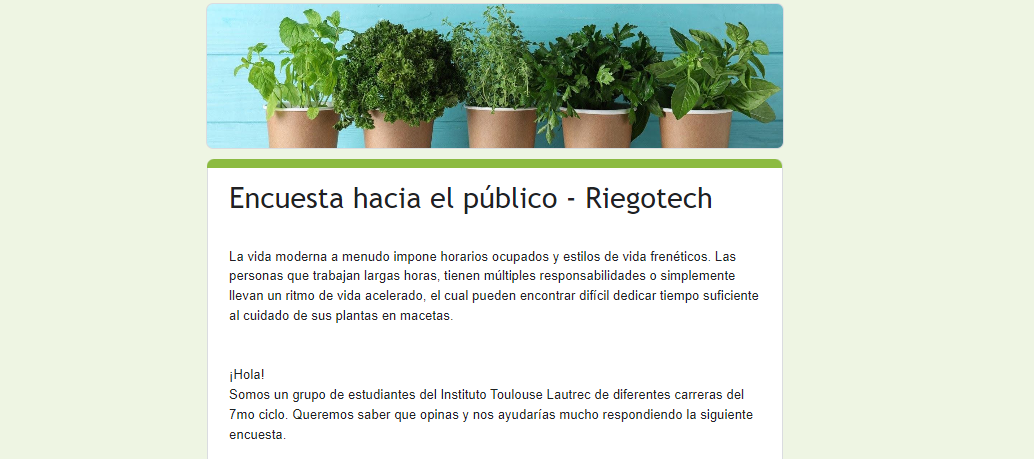 Encuesta hacia el público - Riegotech
La vida moderna a menudo impone horarios ocupados y estilos de vida frenéticos. Las
personas que trabajan largas horas, tienen múltiples responsabilidades o simplemente
llevan un ritmo de vida acelerado, el cual pueden encontrar difícil dedicar tiempo suficiente
al cuidado de sus plantas en macetas.
¡Hola!
Somos un grupo de estudiantes del Instituto Toulouse Lautrec de diferentes carreras del
7mo ciclo. Queremos saber que opinas y nos ayudarías mucho respondiendo la siguiente
encuesta.